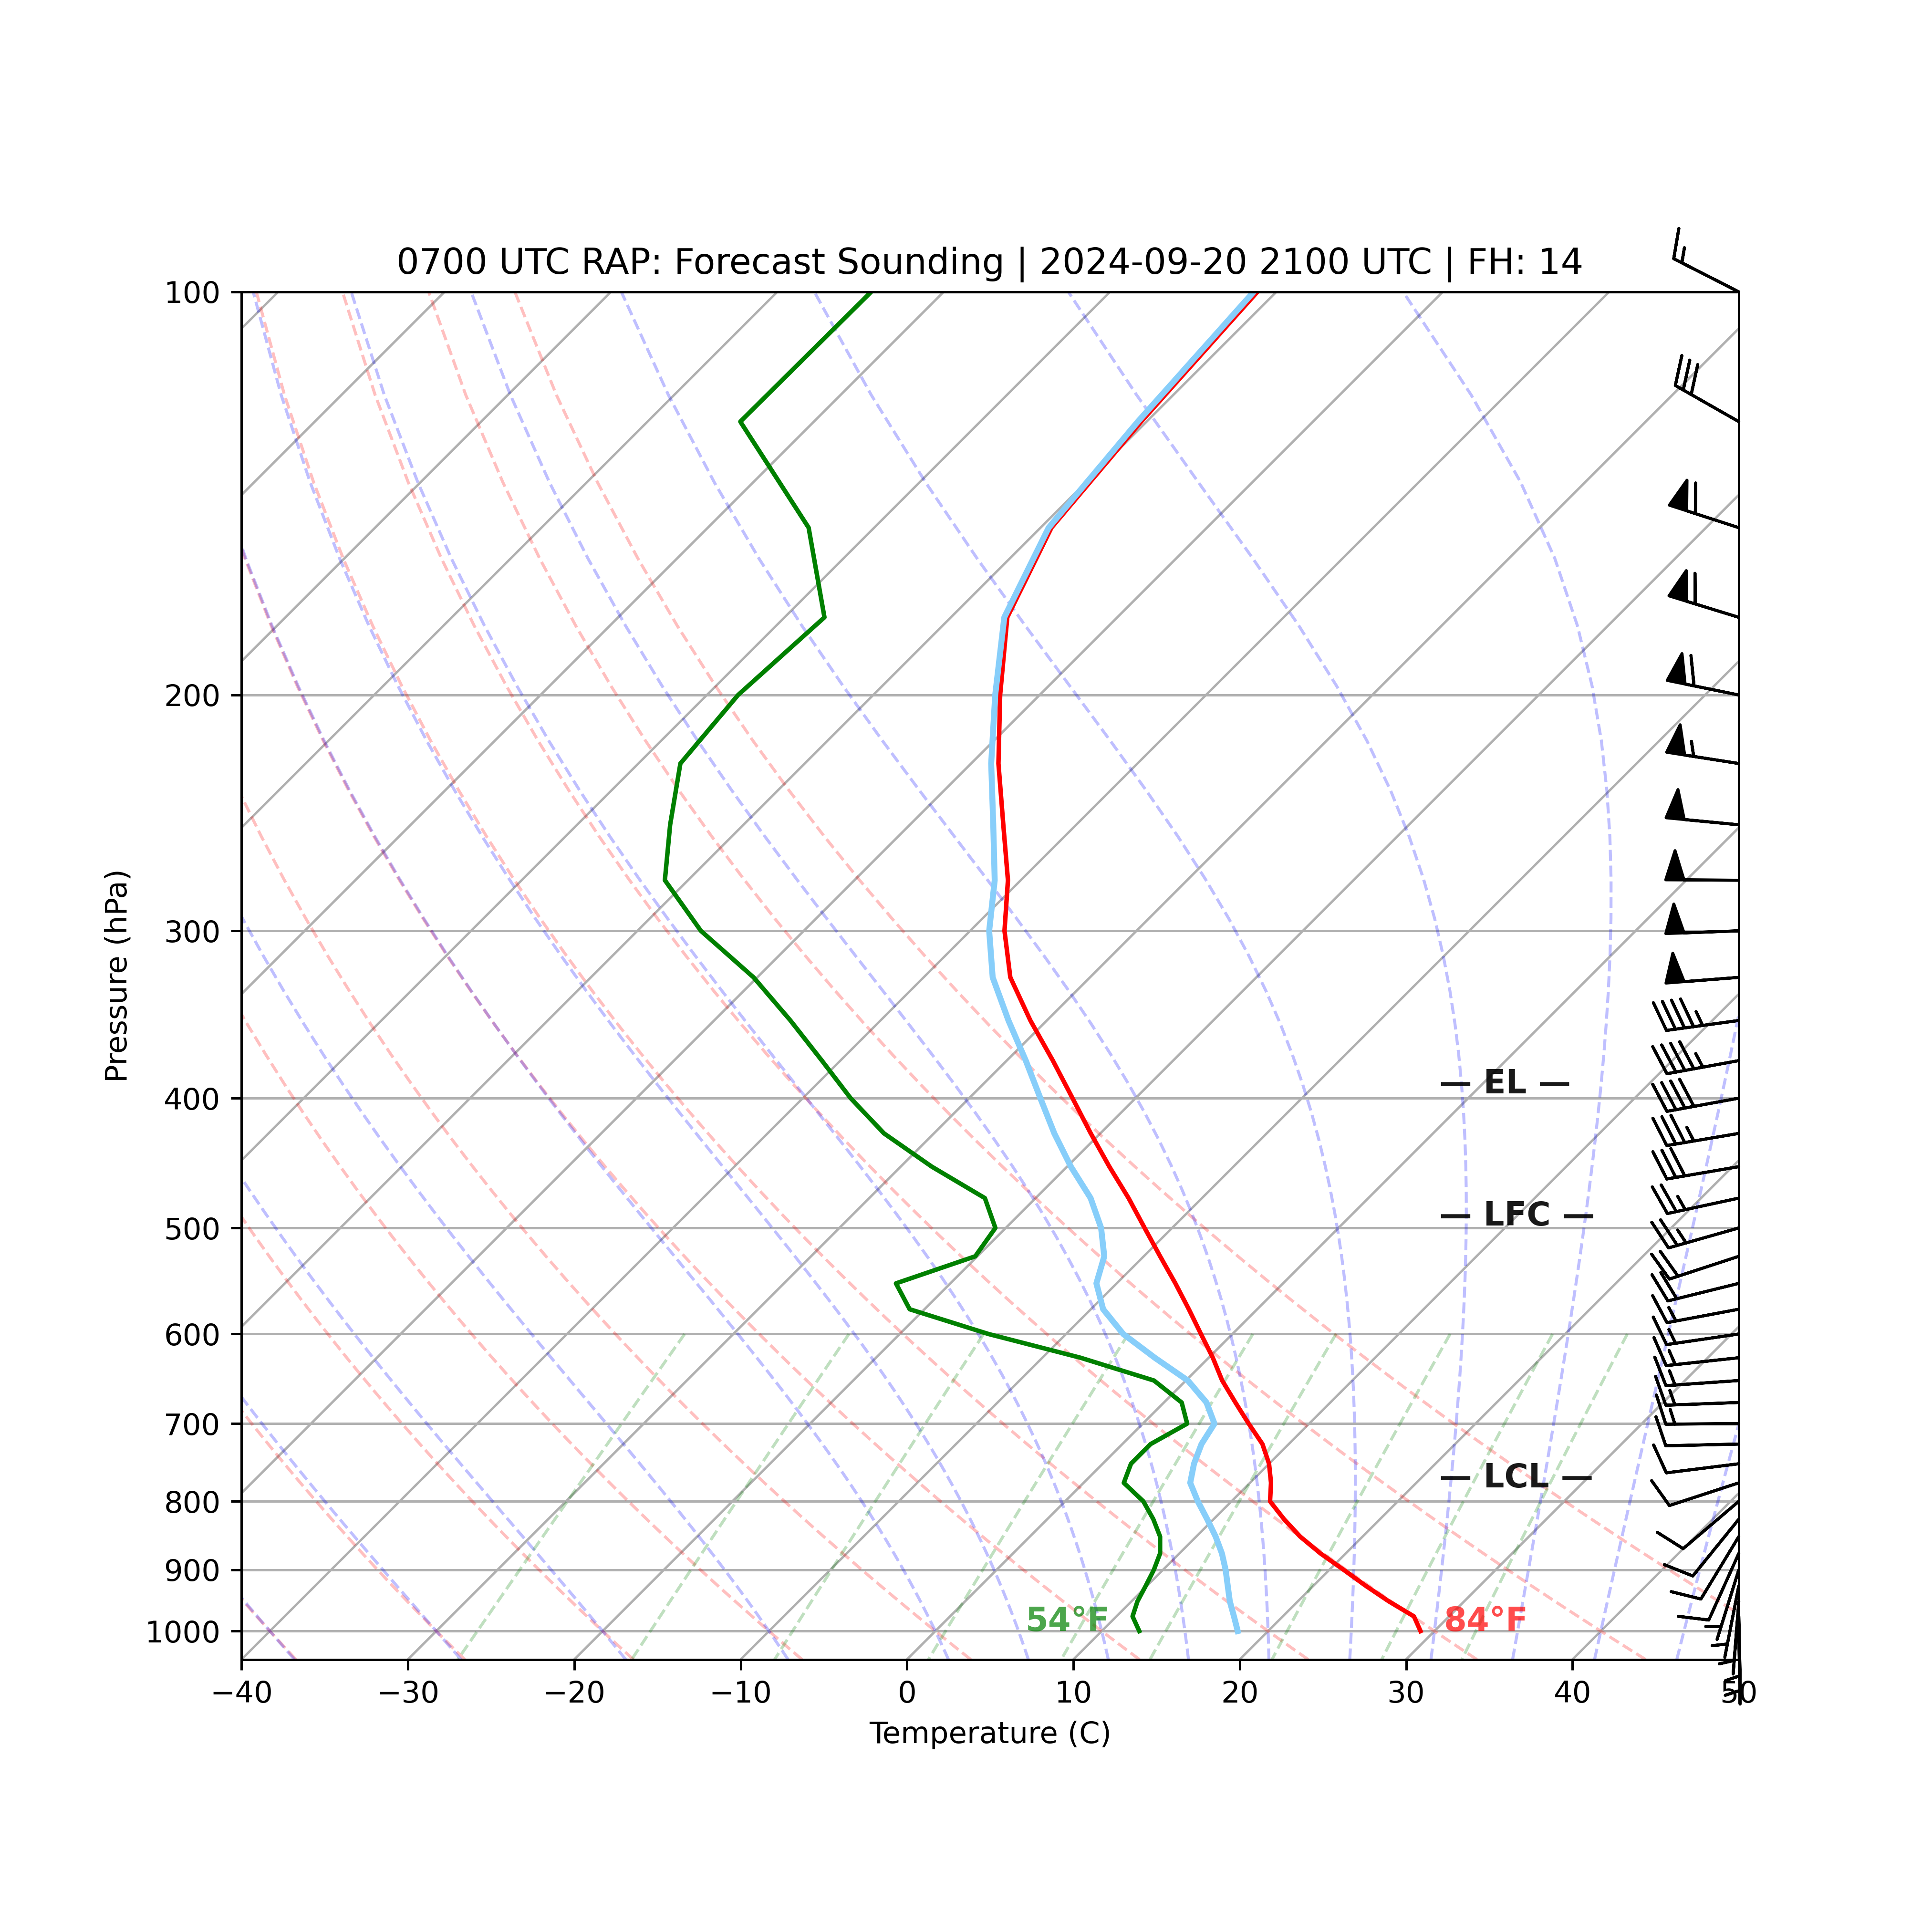 0700 UTC RAP: Forecast Sounding | 2024-09-20 2100 UTC | FH: 14
100
200
300
— EL —
400
— LFC —
500
600
700
— LCL —
800
900
54°F 84°F
1000
−40 −30 −20 −10 0 10 20 30 40 50
Temperature (C)
Pressure (hPa)